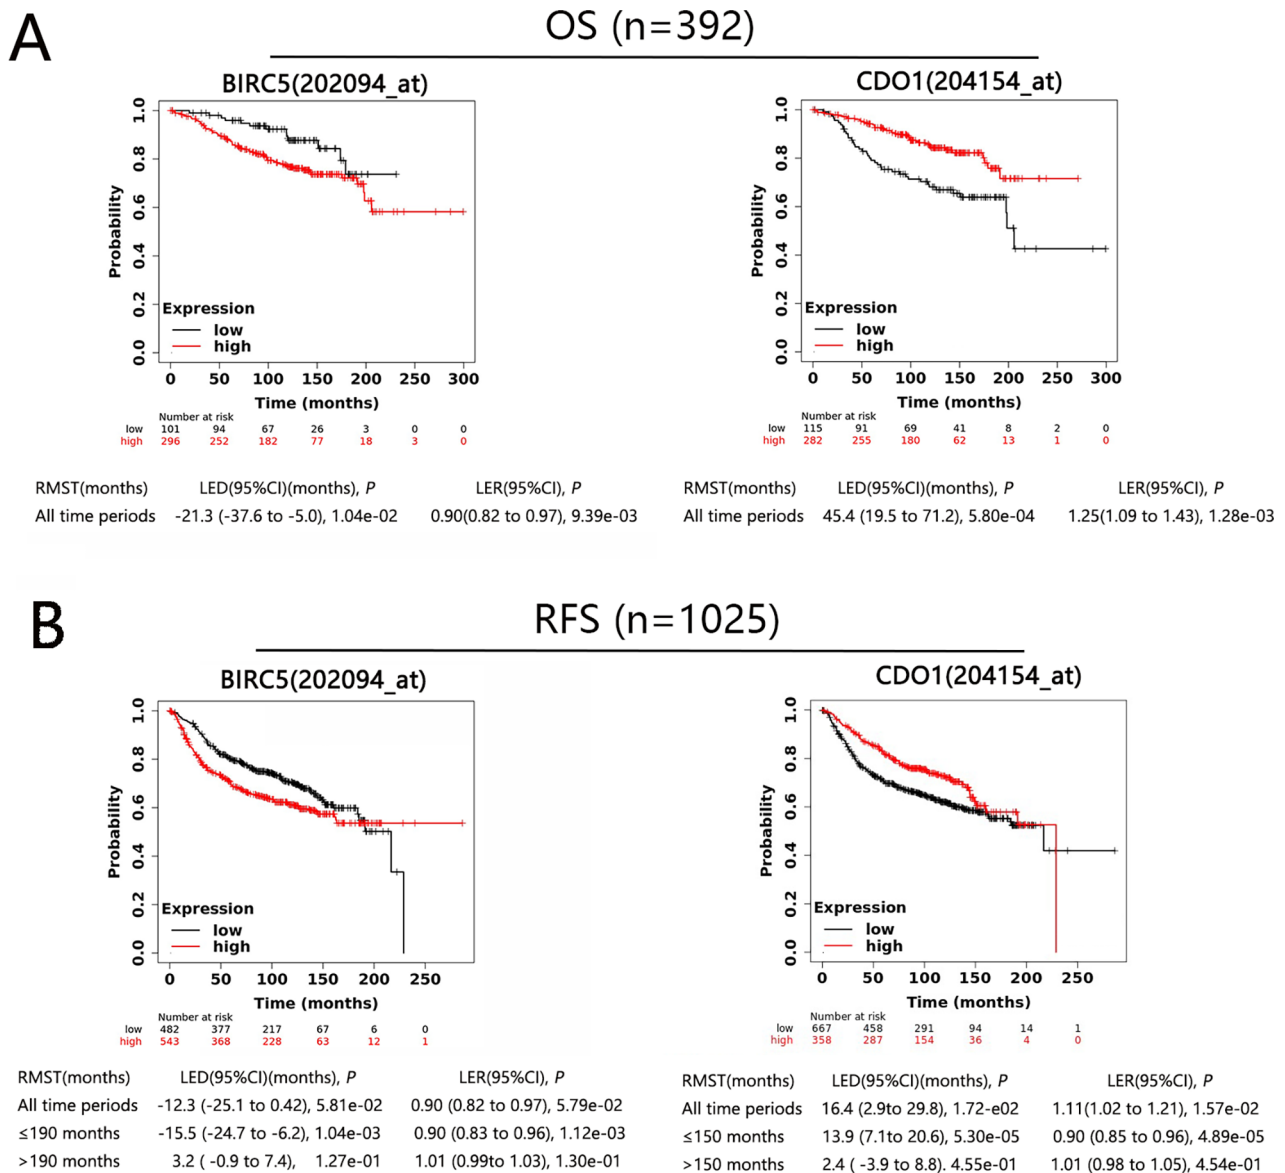 A
OS (n=392)
BIRC5(202094_at)
Probability
1.0
0.8
0.6
0.4
0.2
0.0
Expression
low
high
0 50 100 150 200 250 300
Time (months)
Number at risk
low 101 94 67 26 3 0 0
high 296 252 182 77 18 3 0
RMST(months) LED(95%CI)(months), P LER(95%CI), P
All time periods -21.3 (-37.6 to -5.0), 1.04e-02 0.90(0.82 to 0.97), 9.39e-03
CDO1(204154_at)
Probability
1.0
0.8
0.6
0.4
0.2
0.0
Expression
low
high
0 50 100 150 200 250 300
Time (months)
Number at risk
low 115 91 69 41 8 2 0
high 282 255 180 62 13 1 0
RMST(months) LED(95%CI)(months), P LER(95%CI), P
All time periods 45.4 (19.5 to 71.2), 5.80e-04 1.25(1.09 to 1.43), 1.28e-03
B
RFS (n=1025)
BIRC5(202094_at)
Probability
1.0
0.8
0.6
0.4
0.2
0.0
Expression
low
high
0 50 100 150 200 250
Time (months)
Number at risk
low 482 377 217 67 6 0
high 543 368 228 63 12 1
RMST(months) LED(95%CI)(months), P LER(95%CI), P
All time periods -12.3 (-25.1 to 0.42), 5.81e-02 0.90 (0.82 to 0.97), 5.79e-02
≤190 months -15.5 (-24.7 to -6.2), 1.04e-03 0.90 (0.83 to 0.96), 1.12e-03
>190 months 3.2 ( -0.9 to 7.4), 1.27e-01 1.01 (0.99to 1.03), 1.30e-01
CDO1(204154_at)
Probability
1.0
0.8
0.6
0.4
0.2
0.0
Expression
low
high
0 50 100 150 200 250
Time (months)
Number at risk
low 667 458 291 94 14 1
high 358 287 154 36 4 0
RMST(months) LED(95%CI)(months), P LER(95%CI), P
All time periods 16.4 (2.9to 29.8), 1.72-e02 1.11(1.02 to 1.21), 1.57e-02
≤150 months 13.9 (7.1to 20.6), 5.30e-05 0.90 (0.85 to 0.96), 4.89e-05
>150 months 2.4 ( -3.9 to 8.8). 4.55e-01 1.01 (0.98 to 1.05), 4.54e-01